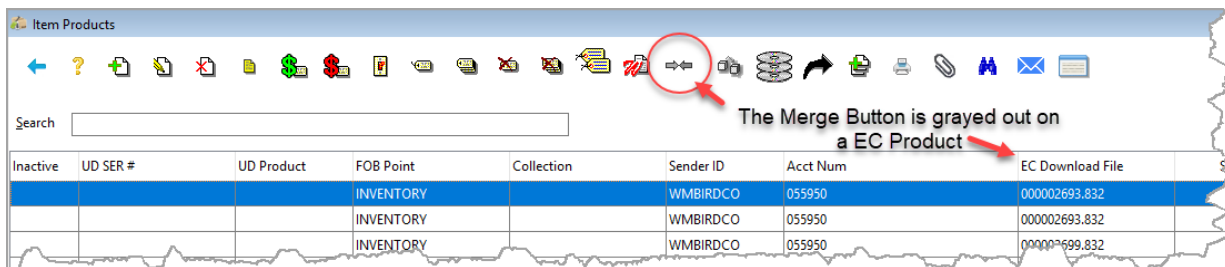 Item Products
Search
The Merge Button is grayed out on
a EC Product
Inactive UD SER # UD Product FOB Point Collection Sender ID Acct Num EC Download File
INVENTORY WMBIRDCO 055950 000002693.832
INVENTORY WMBIRDCO 055950 000002693.832
INVENTORY WMBIRDCO 055950 000002699.832